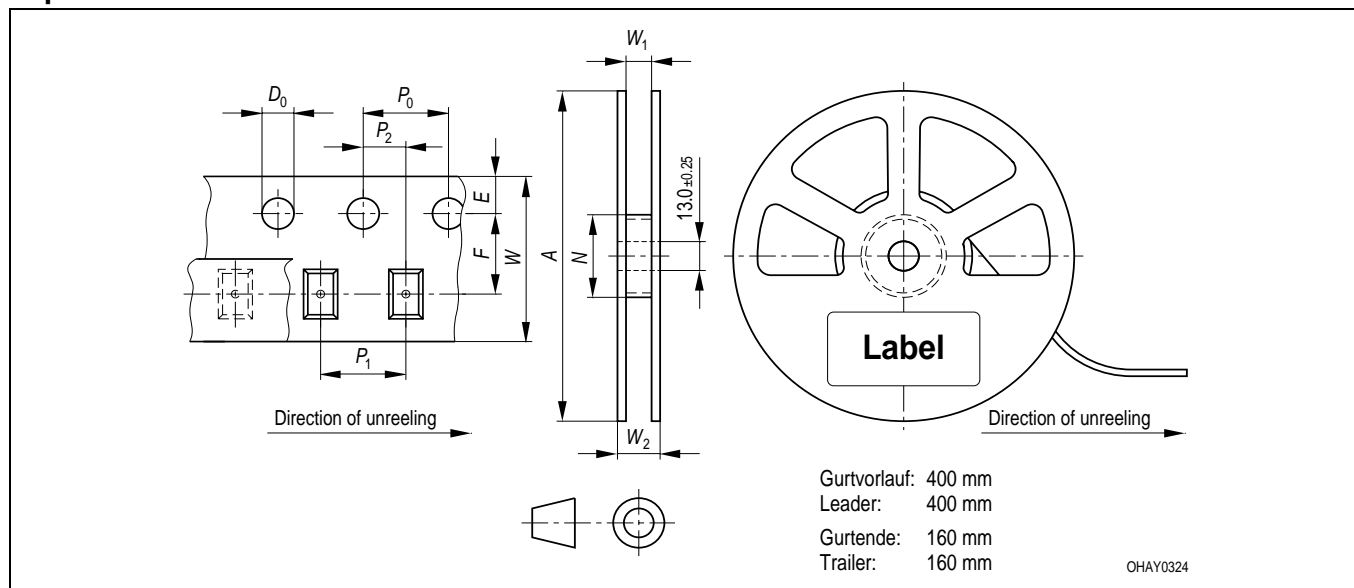 W1
D0
P0
P2
E
F
W
A
N
13.0 ±0.25
P1
W2
Label
Direction of unreeling
Direction of unreeling
Gurtvorlauf: 400 mm
Leader: 400 mm
Gurtende: 160 mm
Trailer: 160 mm
OHAY0324